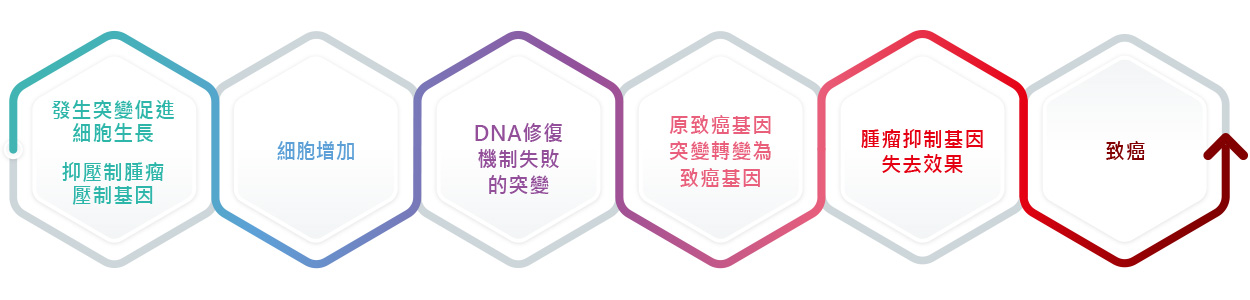 發生突變促進
細胞生長
抑壓制腫瘤
壓制基因
細胞增加
DNA修復
機制失敗
的突變
原致癌基因
突變轉變為
致癌基因
腫瘤抑制基因
失去效果
致癌